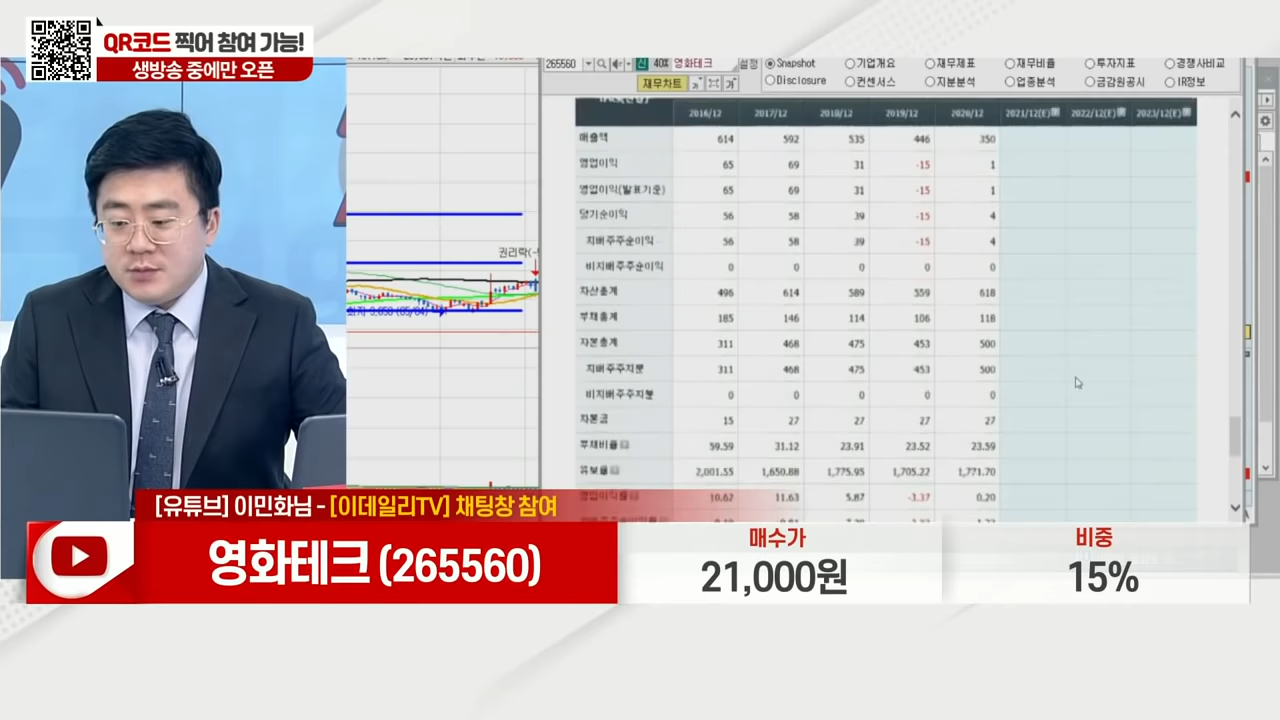 QR코드 찍어 참여 가능!
생방송 중에만 오픈
265560 신 40% 영화테크 설정 Snapshot 기업개요 재무제표 재무비율 투자지표 경쟁사비교
재무차트 Disclosure 컨센서스 지분분석 업종분석 금감원공시 IR정보
2016/12 2017/12 2018/12 2019/12 2020/12 2021/12(E) 2022/12(E) 2023/12(E)
매출액 614 592 535 446 350
영업이익 65 69 31 -15 1
영업이익(발표기준) 65 69 31 -15 1
당기순이익 56 58 39 -15 4
지배주주순이익 56 58 39 -15 4
비지배주주순이익 0 0 0 0 0
자산총계 496 614 589 559 618
부채총계 185 146 114 106 118
자본총계 311 468 475 453 500
지배주주지분 311 468 475 453 500
비지배주주지분 0 0 0 0 0
자본금 15 27 27 27 27
부채비율 59.59 31.12 23.91 23.52 23.59
유보율 2,001.55 1,650.88 1,775.95 1,705.22 1,771.70
영업이익률 10.62 11.63 5.87 -3.37 0.20
권리락(-
[유튜브] 이민화님 - [이데일리TV] 채팅창 참여
영화테크 (265560)
매수가
21,000원
비중
15%